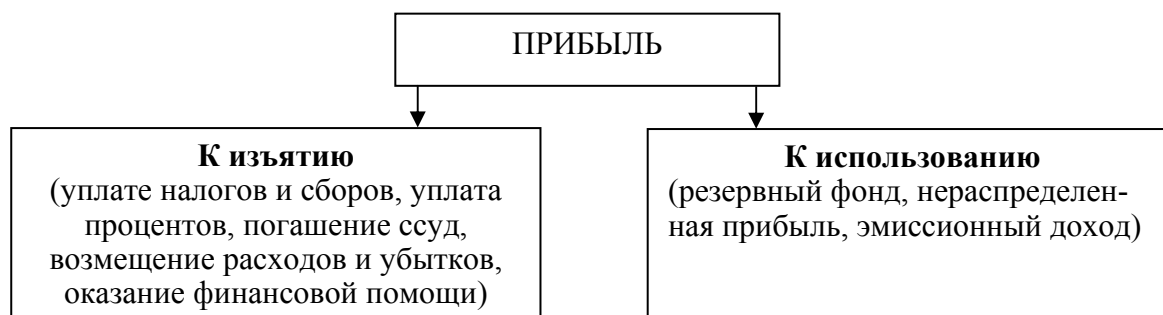 ПРИБЫЛЬ
К изъятию
(уплате налогов и сборов, уплата
процентов, погашение ссуд,
возмещение расходов и убытков,
оказание финансовой помощи)
К использованию
(резервный фонд, нераспределен-
ная прибыль, эмиссионный доход)